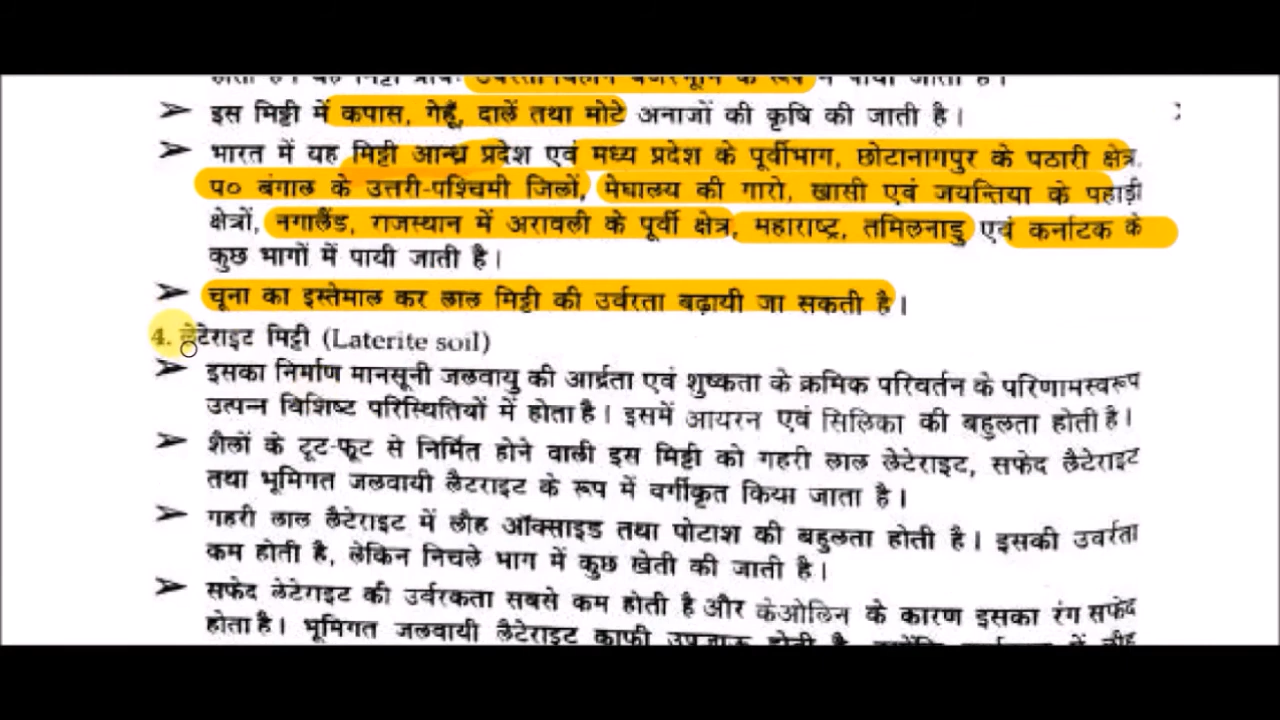 ➤ इस मिट्टी में कपास, गेहूँ, दालें तथा मोटे अनाजों की कृषि की जाती है।
➤ भारत में यह मिट्टी आन्ध्र प्रदेश एवं मध्य प्रदेश के पूर्वीभाग, छोटानागपुर के पठारी क्षेत्र,
प० बंगाल के उत्तरी-पश्चिमी जिलों, मेघालय की गारो, खासी एवं जयन्तिया के पहाड़ी
क्षेत्रों, नगालैंड, राजस्थान में अरावली के पूर्वी क्षेत्र, महाराष्ट्र, तमिलनाडु एवं कर्नाटक के
कुछ भागों में पायी जाती है।
➤ चूना का इस्तेमाल कर लाल मिट्टी की उर्वरता बढ़ायी जा सकती है।
4. लेटेराइट मिट्टी (Laterite soil)
➤ इसका निर्माण मानसूनी जलवायु की आर्द्रता एवं शुष्कता के क्रमिक परिवर्तन के परिणामस्वरूप
उत्पन्न विशिष्ट परिस्थितियों में होता है। इसमें आयरन एवं सिलिका की बहुलता होती है।
➤ शैलों के टूट-फूट से निर्मित होने वाली इस मिट्टी को गहरी लाल लेटेराइट, सफेद लैटेराइट
तथा भूमिगत जलवायी लैटराइट के रूप में वर्गीकृत किया जाता है।
➤ गहरी लाल लैटेराइट में लौह ऑक्साइड तथा पोटाश की बहुलता होती है। इसकी उर्वरता
कम होती है, लेकिन निचले भाग में कुछ खेती की जाती है।
➤ सफेद लेटेराइट की उर्वरकता सबसे कम होती है और केओलिन के कारण इसका रंग सफेद
होता है। भूमिगत जलवायी लैटेराइट काफी उपजाऊ होती है,